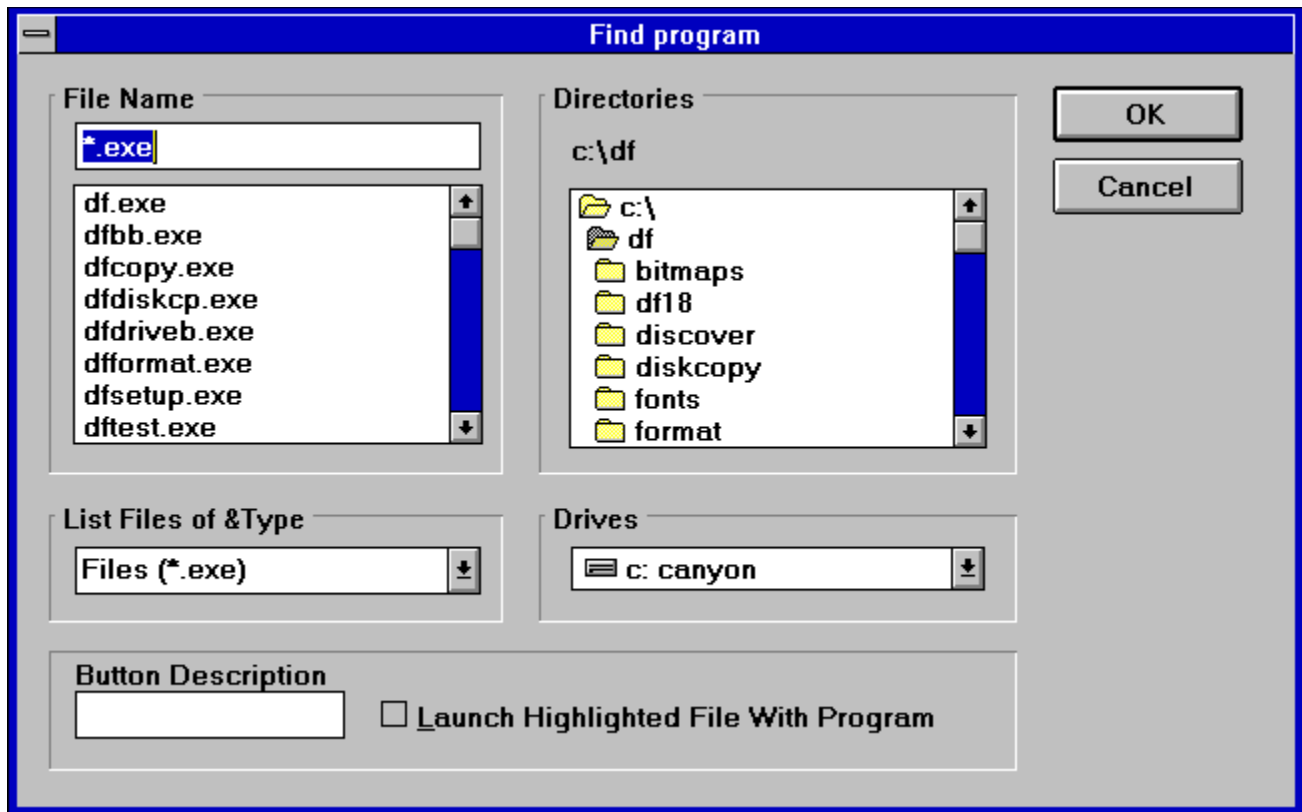 Find program
File Name
*.exe
df.exe
dfbb.exe
dfcopy.exe
dfdiskcp.exe
dfdriveb.exe
dfformat.exe
dfsetup.exe
dftest.exe
Directories
c:\df
c:\
df
bitmaps
df18
discover
diskcopy
fonts
format
OK
Cancel
List Files of &Type
Files (*.exe)
Drives
c: canyon
Button Description
Launch Highlighted File With Program